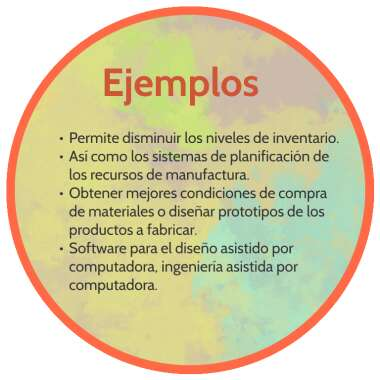 Ejemplos
• Permite disminuir los niveles de inventario.
• Así como los sistemas de planificación de
los recursos de manufactura.
• Obtener mejores condiciones de compra
de materiales o diseñar prototipos de los
productos a fabricar.
• Software para el diseño asistido por
computadora, ingeniería asistida por
computadora.